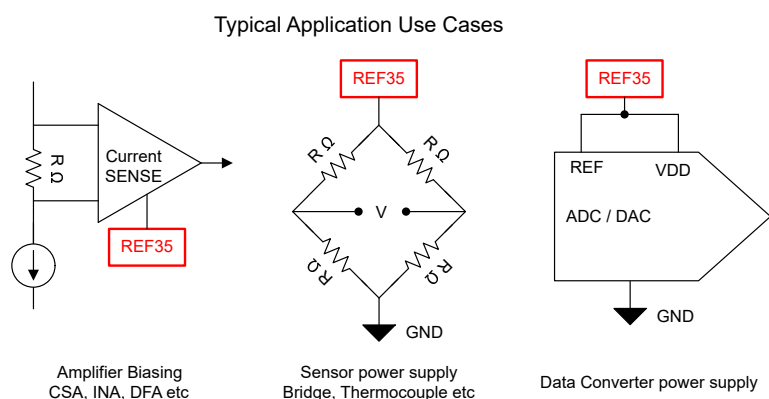 Typical Application Use Cases
R Ω
Current
SENSE
REF35
Amplifier Biasing
CSA, INA, DFA etc
REF35
R Ω
R Ω
V
R Ω
R Ω
GND
Sensor power supply
Bridge, Thermocouple etc
REF35
REF
VDD
ADC / DAC
GND
Data Converter power supply